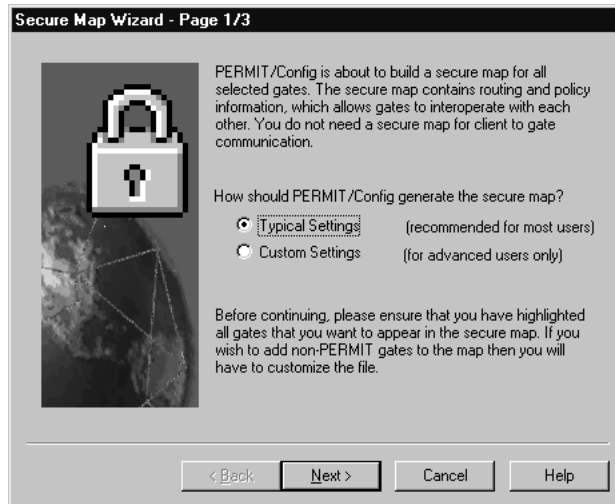 Secure Map Wizard - Page 1/3
PERMIT/Config is about to build a secure map for all
selected gates. The secure map contains routing and policy
information, which allows gates to interoperate with each
other. You do not need a secure map for client to gate
communication.
How should PERMIT/Config generate the secure map?
Typical Settings (recommended for most users)
Custom Settings (for advanced users only)
Before continuing, please ensure that you have highlighted
all gates that you want to appear in the secure map. If you
wish to add non-PERMIT gates to the map then you will
have to customize the file.
< Back Next > Cancel Help